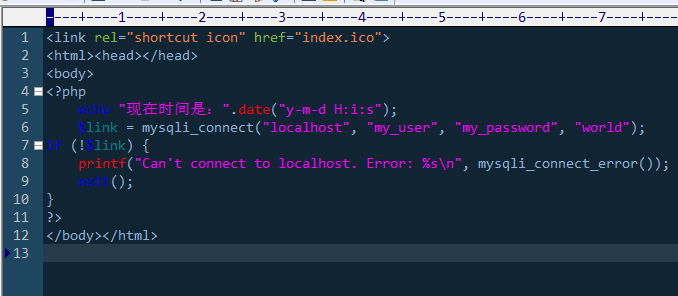 ----+----1----+----2----+----3----+----4----+----5----+----6----+----7----+--
1 <link rel="shortcut icon" href="index.ico">
2 <html><head></head>
3 <body>
4 <?php
5 echo "现在时间是：".date("y-m-d H:i:s");
6 $link = mysqli_connect("localhost", "my_user", "my_password", "world");
7 if (!$link) {
8 printf("Can't connect to localhost. Error: %s\n", mysqli_connect_error());
9 exit();
10 }
11 ?>
12 </body></html>
13